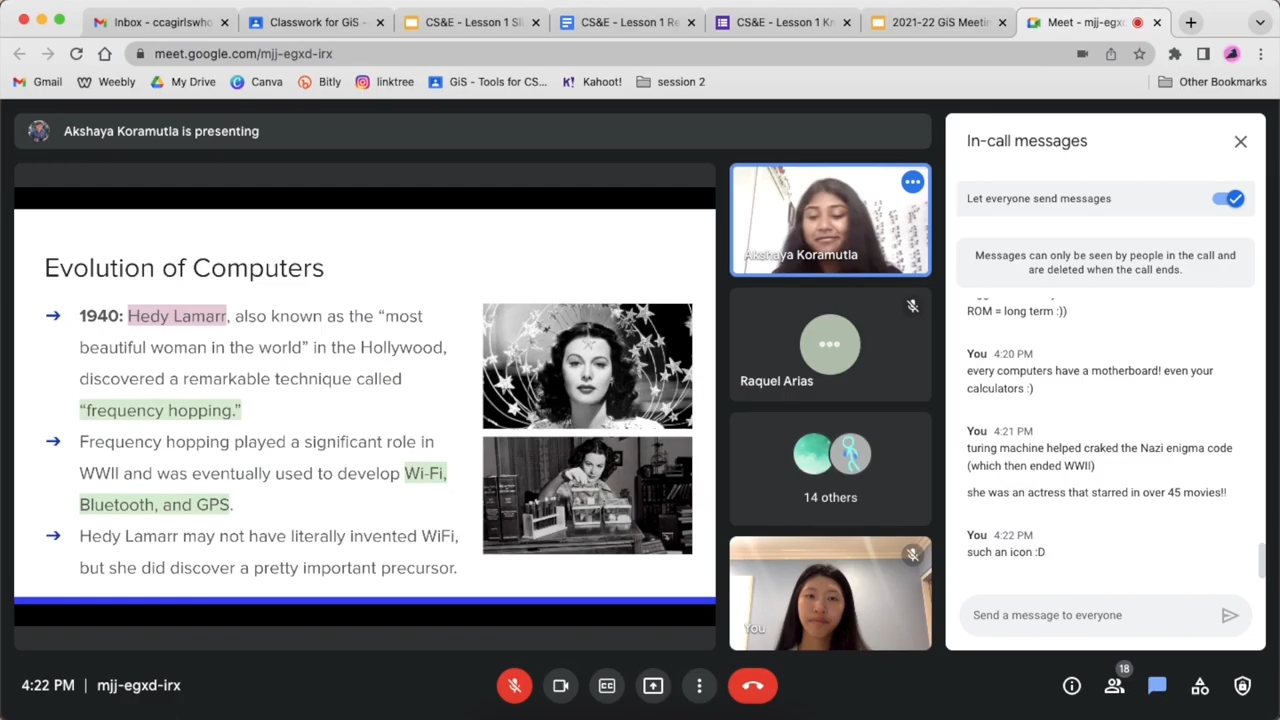 Inbox - ccagirlswho
Classwork for GiS -
CS&E - Lesson 1 Sli
CS&E - Lesson 1 Re
CS&E - Lesson 1 Kn
2021-22 GiS Meetin
Meet - mjj-egxd
meet.google.com/mjj-egxd-irx
Gmail
Weebly
My Drive
Canva
Bitly
linktree
GiS - Tools for CS...
K!
Kahoot!
session 2
Other Bookmarks
Akshaya Koramutla is presenting
Evolution of Computers
1940: Hedy Lamarr, also known as the “most
beautiful woman in the world” in the Hollywood,
discovered a remarkable technique called
“frequency hopping.”
Frequency hopping played a significant role in
WWII and was eventually used to develop Wi-Fi,
Bluetooth, and GPS.
Hedy Lamarr may not have literally invented WiFi,
but she did discover a pretty important precursor.
Akshaya Koramutla
Raquel Arias
14 others
You
In-call messages
Let everyone send messages
Messages can only be seen by people in the call and
are deleted when the call ends.
ROM = long term :))
You 4:20 PM
every computers have a motherboard! even your
calculators :)
You 4:21 PM
turing machine helped craked the Nazi enigma code
(which then ended WWII)
she was an actress that starred in over 45 movies!!
You 4:22 PM
such an icon :D
Send a message to everyone
4:22 PM | mjj-egxd-irx
CC
18